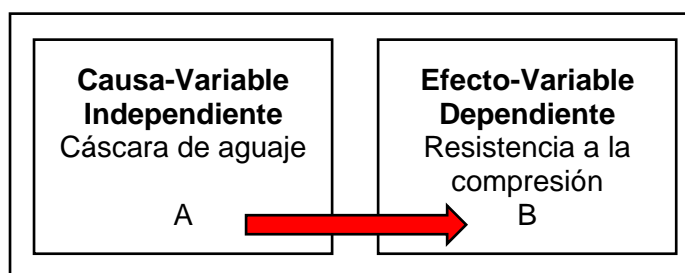 Causa-Variable
Independiente
Cáscara de aguaje
A
Efecto-Variable
Dependiente
Resistencia a la
compresión
B